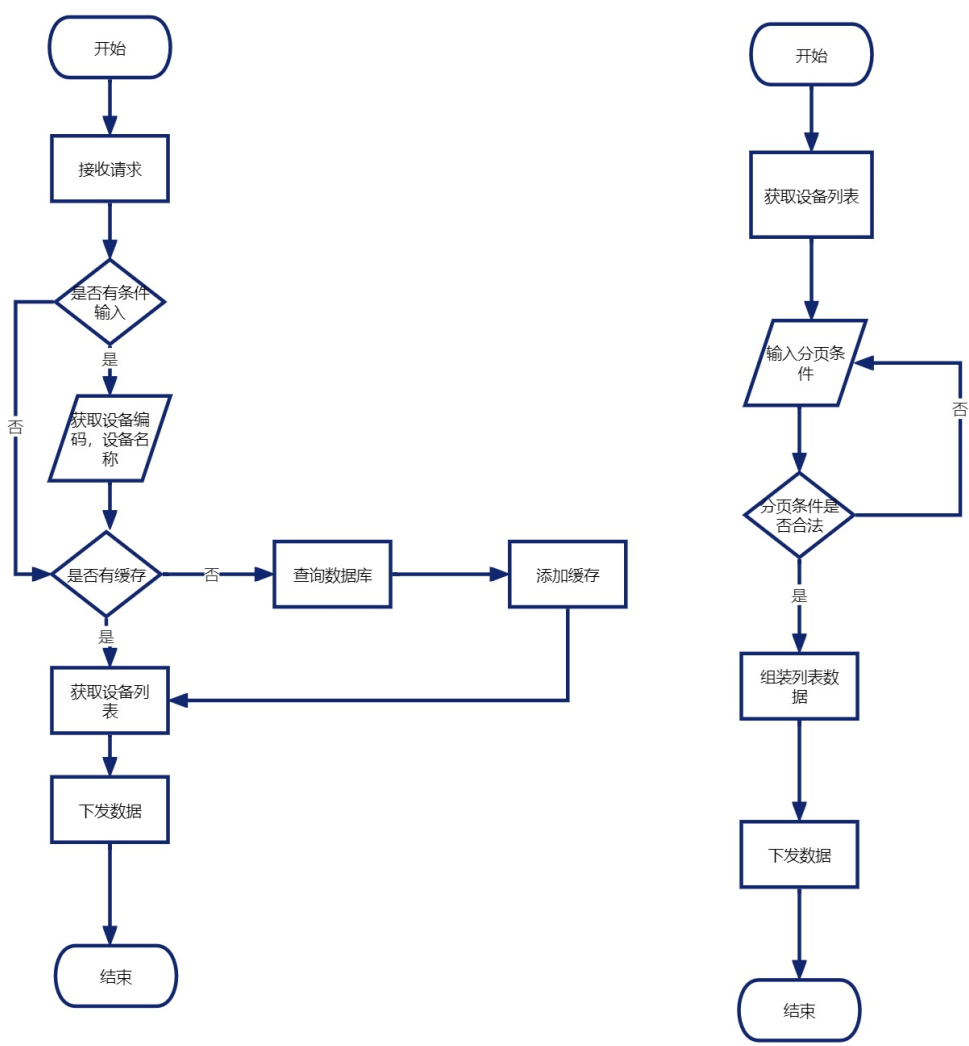 开始
接收请求
是否有条件
输入
是
否
获取设备编
码，设备名
称
是否有缓存
否
查询数据库
添加缓存
是
获取设备列
表
下发数据
结束
开始
获取设备列表
输入分页条
件
否
分页条件是
否合法
是
组装列表数
据
下发数据
结束